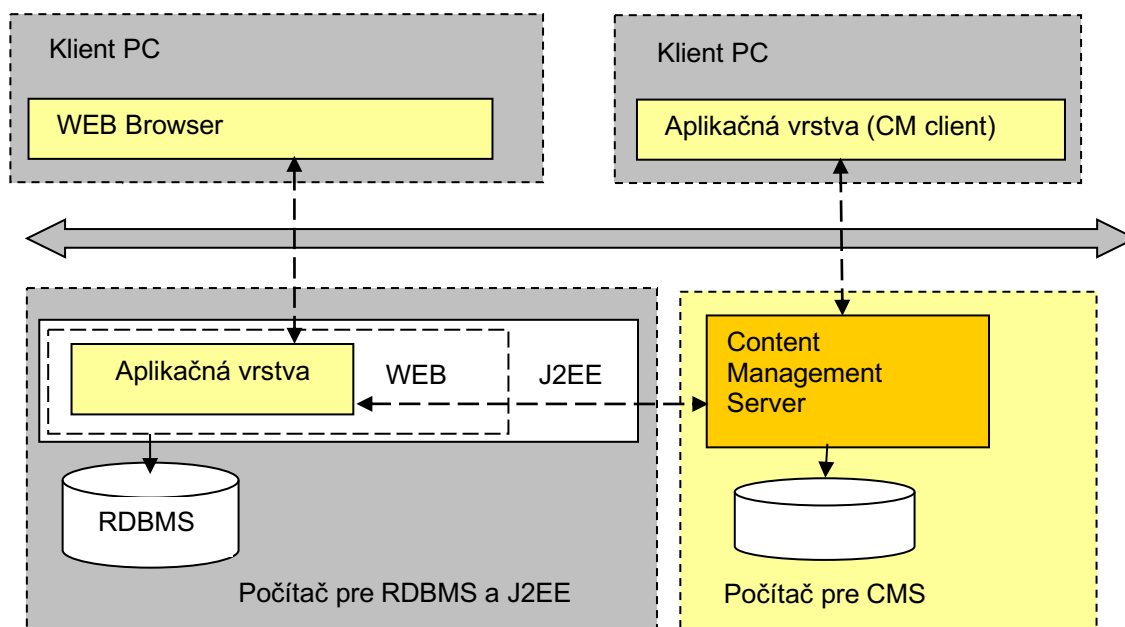 Klient PC
WEB Browser
Klient PC
Aplikačná vrstva (CM client)
Aplikačná vrstva
WEB
J2EE
Content
Management
Server
RDBMS
Počítač pre RDBMS a J2EE
Počítač pre CMS